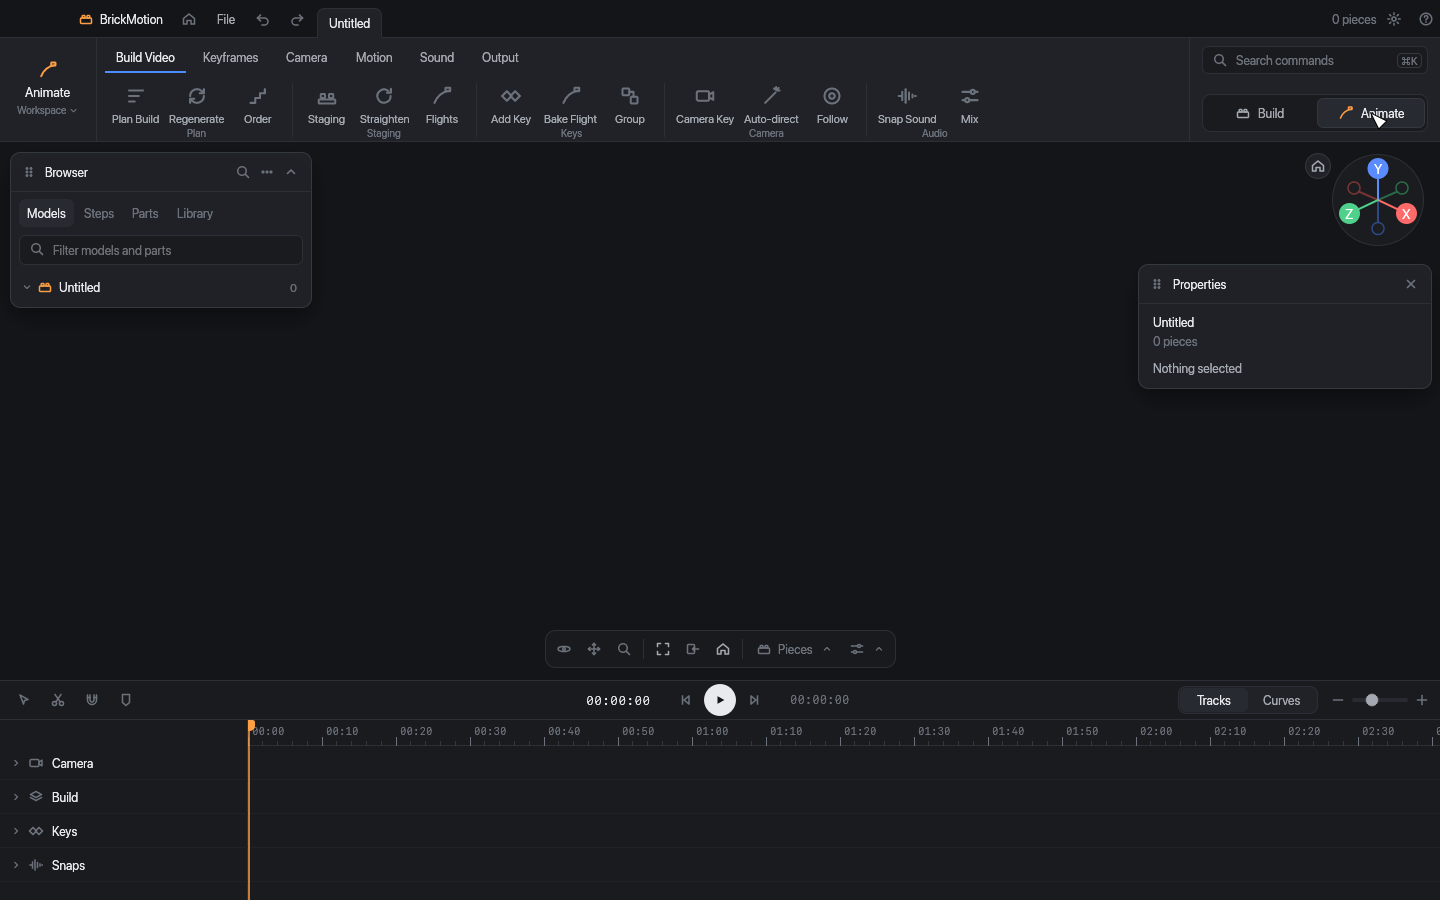 BrickMotion File Untitled 0 pieces
Animate
Workspace
Build Video Keyframes Camera Motion Sound Output
Plan Build Regenerate Order Staging Straighten Flights Add Key Bake Flight Group Camera Key Auto-direct Follow Snap Sound Mix
Plan Staging Keys Camera Audio
Search commands ⌘K
Build Animate
Browser
Models Steps Parts Library
Filter models and parts
Untitled 0
Y
Z X
Properties
Untitled
0 pieces
Nothing selected
Pieces
00:00:00 00:00:00 Tracks Curves
00:00 00:10 00:20 00:30 00:40 00:50 01:00 01:10 01:20 01:30 01:40 01:50 02:00 02:10 02:20 02:30
Camera
Build
Keys
Snaps